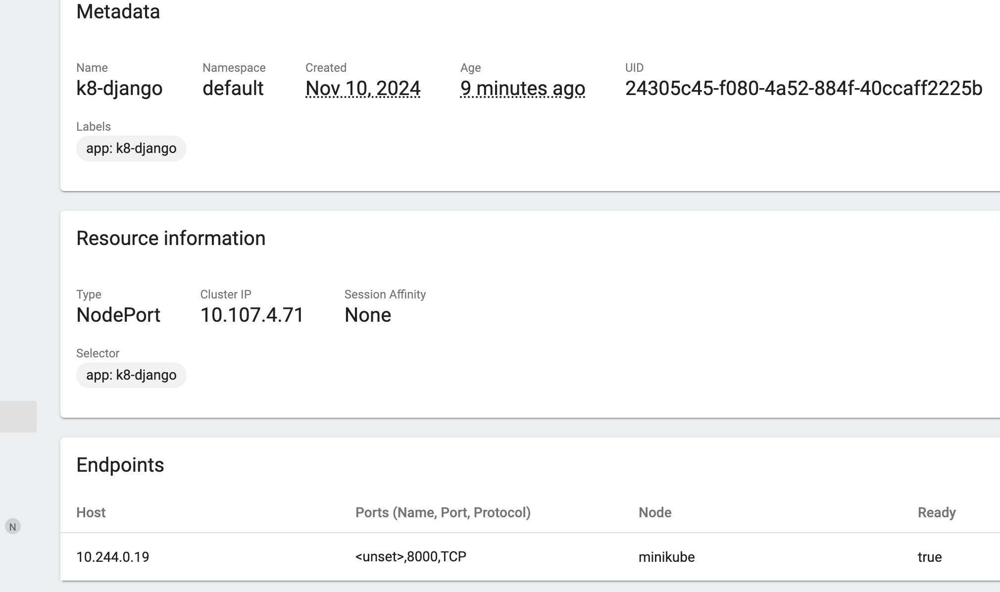 Metadata
Name Namespace Created Age UID
k8-django default Nov 10, 2024 9 minutes ago 24305c45-f080-4a52-884f-40ccaff2225b
Labels
app: k8-django
Resource information
Type Cluster IP Session Affinity
NodePort 10.107.4.71 None
Selector
app: k8-django
Endpoints
Host Ports (Name, Port, Protocol) Node Ready
N
10.244.0.19 <unset>,8000,TCP minikube true